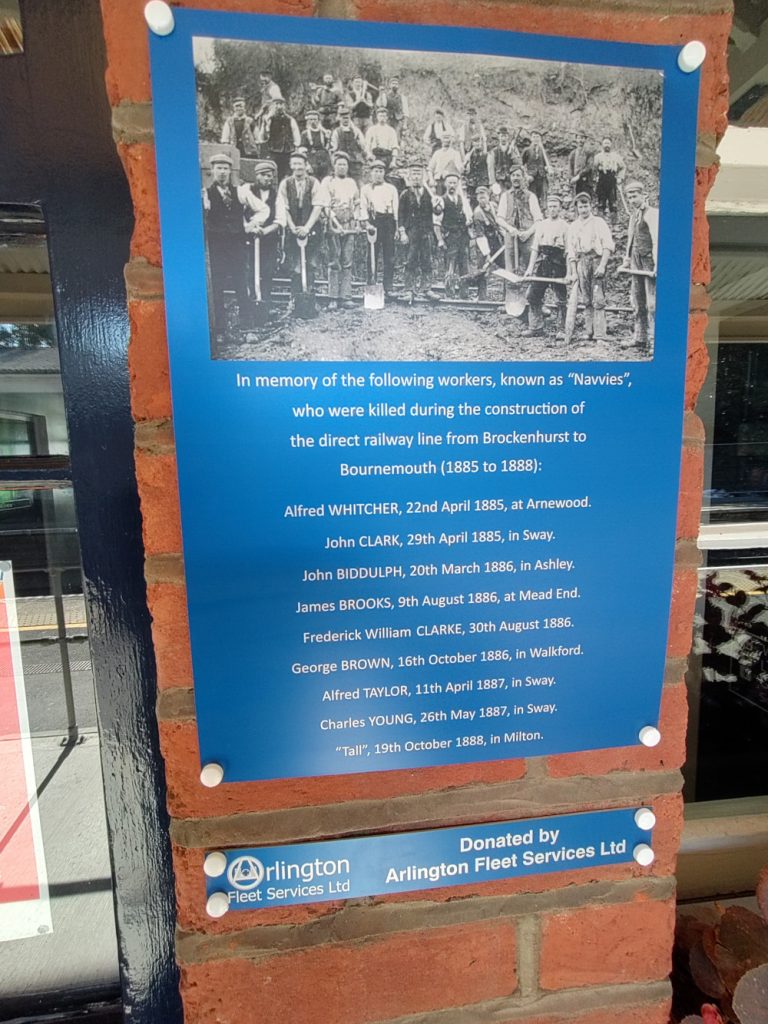 In memory of the following workers, known as “Navvies”,
who were killed during the construction of
the direct railway line from Brockenhurst to
Bournemouth (1885 to 1888):
Alfred WHITCHER, 22nd April 1885, at Arnewood.
John CLARK, 29th April 1885, in Sway.
John BIDDULPH, 20th March 1886, in Ashley.
James BROOKS, 9th August 1886, at Mead End.
Frederick William CLARKE, 30th August 1886.
George BROWN, 16th October 1886, in Walkford.
Alfred TAYLOR, 11th April 1887, in Sway.
Charles YOUNG, 26th May 1887, in Sway.
“Tall”, 19th October 1888, in Milton.
Arlington
Fleet Services Ltd
Donated by
Arlington Fleet Services Ltd